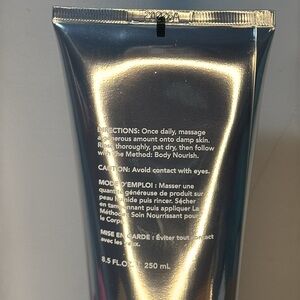 DIRECTIONS: Once daily, massage
a generous amount onto damp skin.
Rinse thoroughly, pat dry, then follow
with the Method: Body Nourish.
CAUTION: Avoid contact with eyes.
MODE D'EMPLOI : Masser une
quantité généreuse de produit sur
peau humide puis rincer. Sécher
en tamponnant puis appliquer La
Méthode : Soin Nourrissant pour
le Corps.
MISE EN GARDE : Éviter tout contact
avec les yeux.
8.5 FL.OZ. | 250 mL